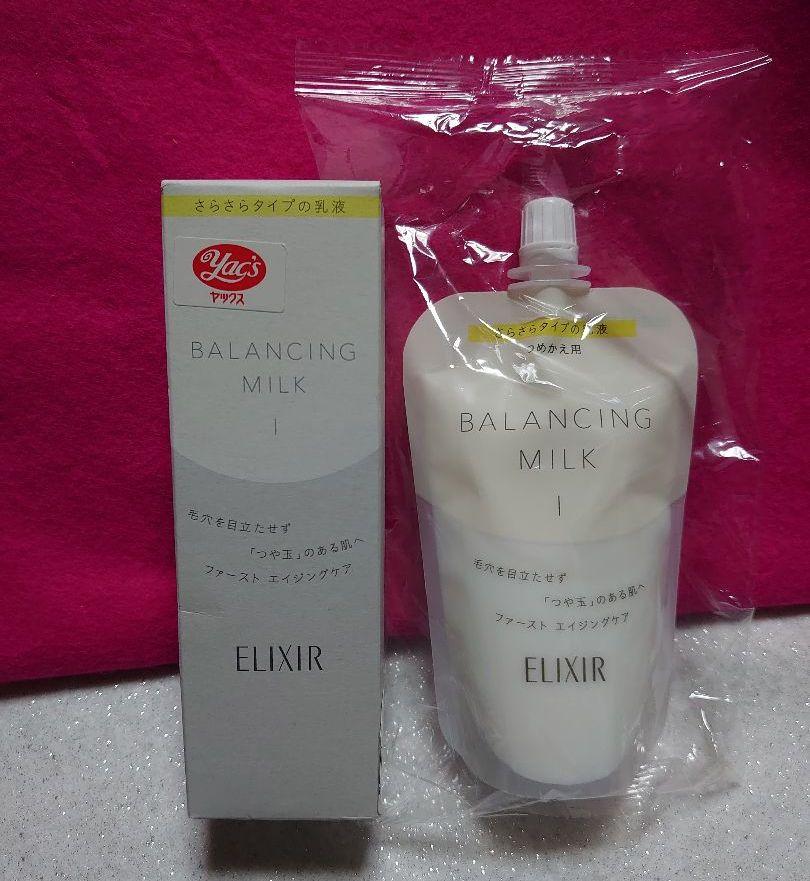 さらさらタイプの乳液
Yac's
ヤックス
BALANCING
MILK
I
毛穴を目立たせず
「つや玉」のある肌へ
ファースト エイジングケア
ELIXIR
さらさらタイプの乳液
つめかえ用
BALANCING
MILK
I
毛穴を目立たせず
「つや玉」のある肌へ
ファースト エイジングケア
ELIXIR